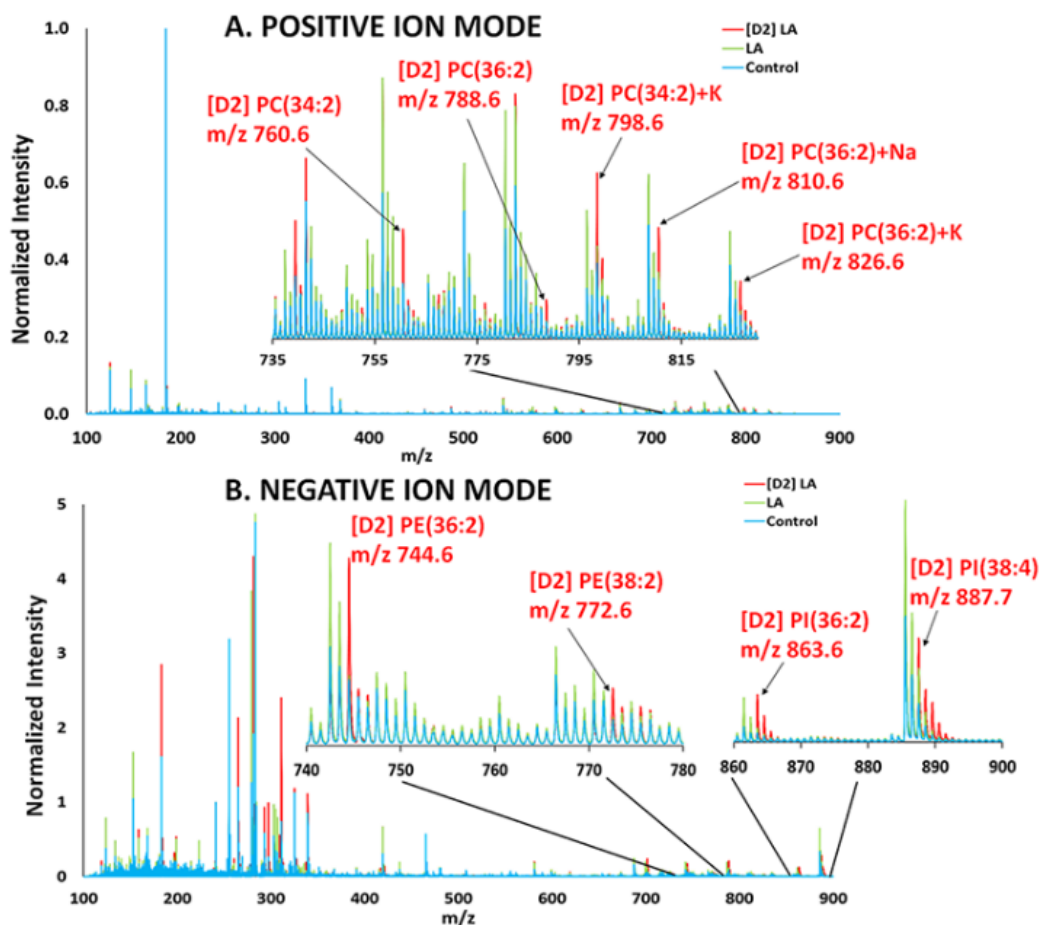 A. POSITIVE ION MODE
[D2] LA
LA
Control
1.0
0.8
0.6
0.4
0.2
0.0
Normalized Intensity
[D2] PC(34:2)
m/z 760.6
[D2] PC(36:2)
m/z 788.6
[D2] PC(34:2)+K
m/z 798.6
[D2] PC(36:2)+Na
m/z 810.6
[D2] PC(36:2)+K
m/z 826.6
735 755 775 795 815
100 200 300 400 500 600 700 800 900
m/z
B. NEGATIVE ION MODE
[D2] LA
LA
Control
5
4
3
2
1
0
Normalized Intensity
[D2] PE(36:2)
m/z 744.6
[D2] PE(38:2)
m/z 772.6
[D2] PI(36:2)
m/z 863.6
[D2] PI(38:4)
m/z 887.7
740 750 760 770 780
860 870 880 890 900
100 200 300 400 500 600 700 800 900
m/z